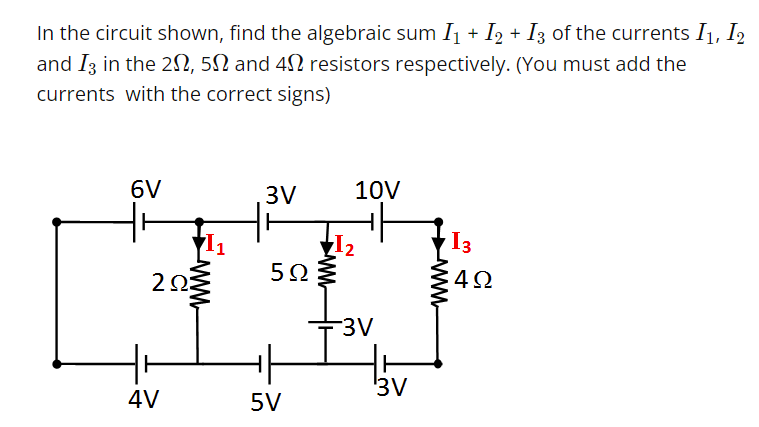 In the circuit shown, find the algebraic sum I₁ + I₂ + I₃ of the currents I₁, I₂
and I₃ in the 2Ω, 5Ω and 4Ω resistors respectively. (You must add the
currents with the correct signs)
6V
3V
10V
I₁
I₂
I₃
2Ω
5Ω
4Ω
3V
4V
5V
3V